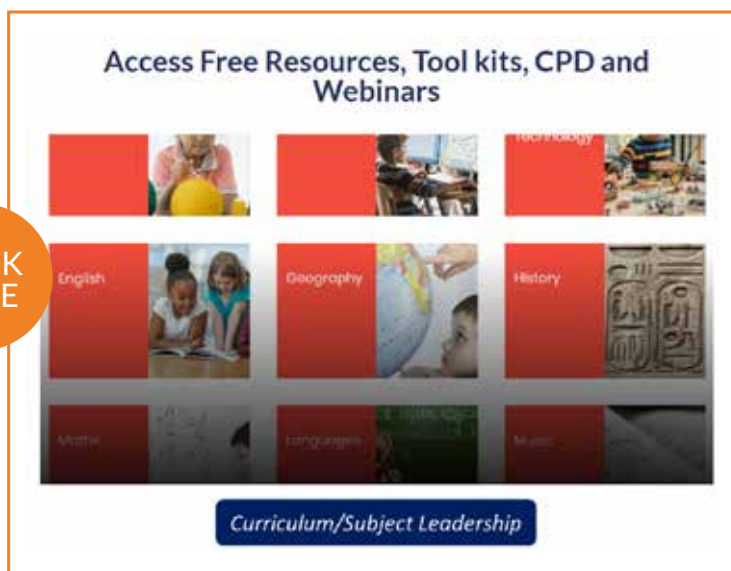 Access Free Resources, Tool kits, CPD and
Webinars
Technology
English
Geography
History
Maths
Languages
Music
Curriculum/Subject Leadership